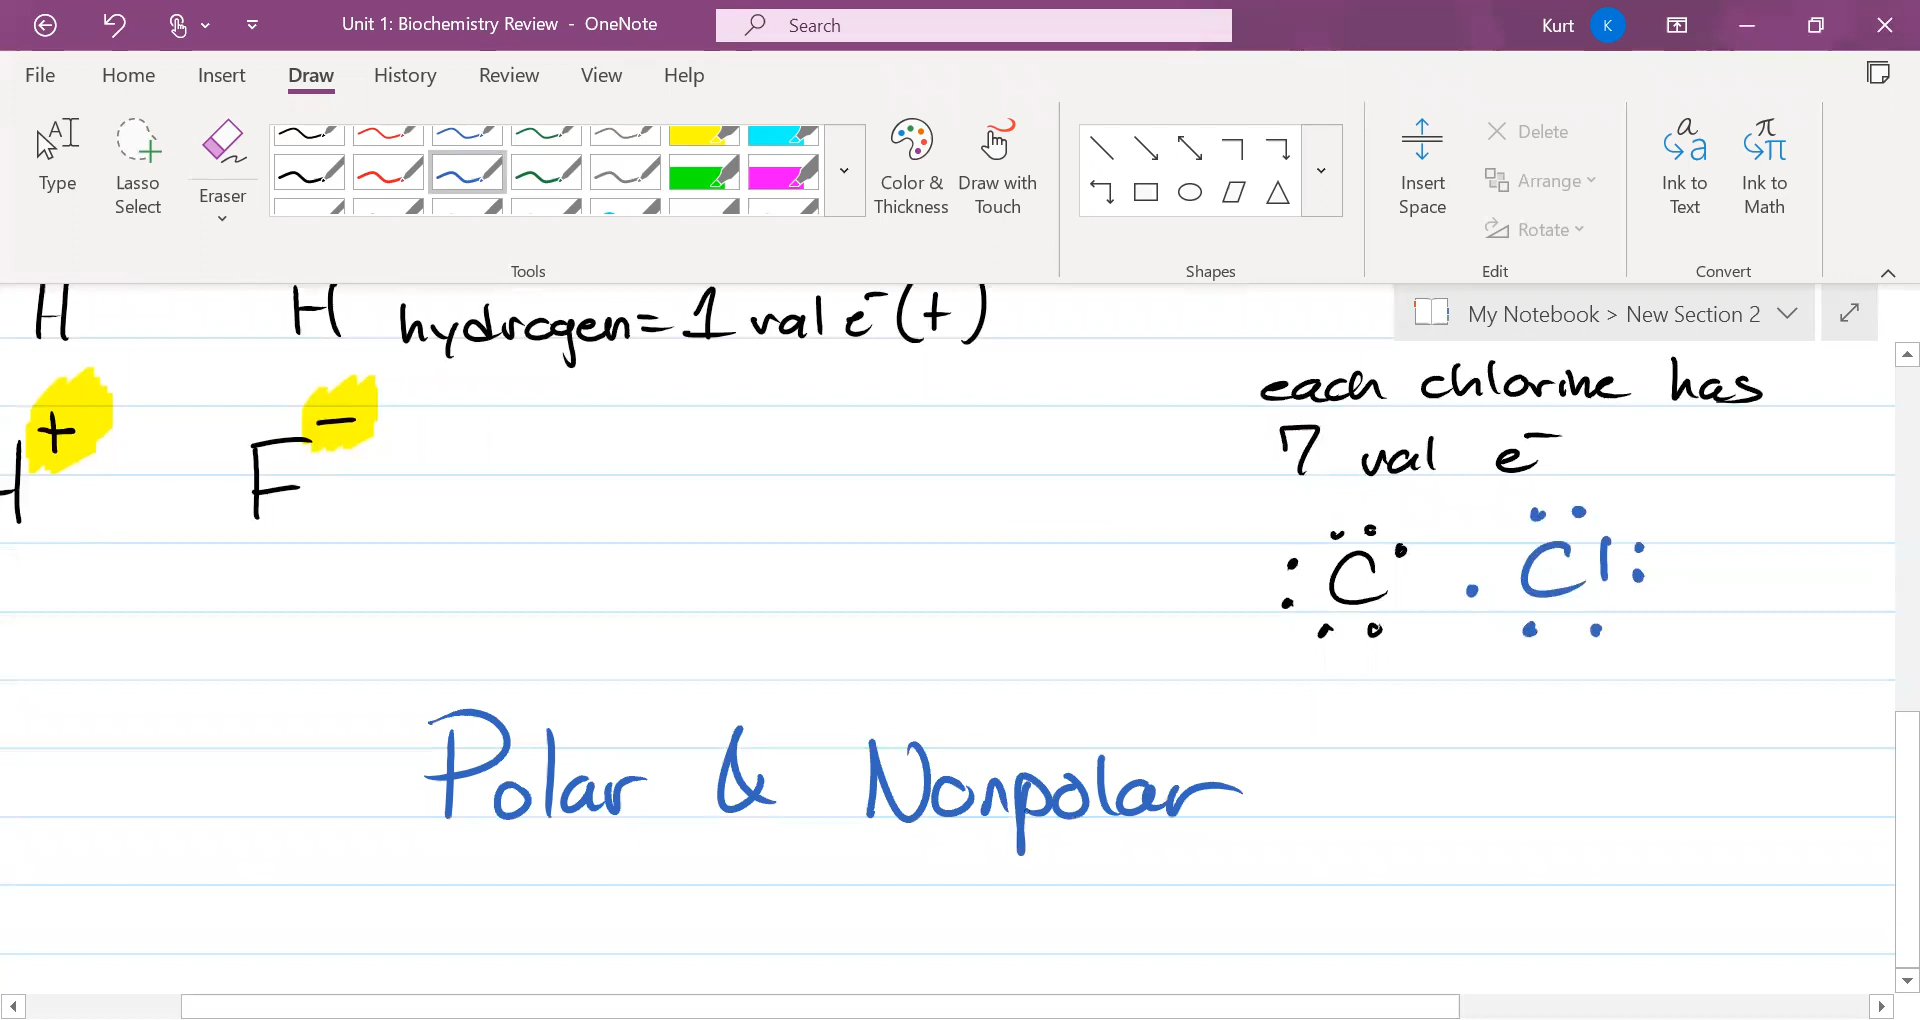 Unit 1: Biochemistry Review - OneNote
Search
Kurt K
File Home Insert Draw History Review View Help
Type
Lasso Select
Eraser
Color & Thickness
Draw with Touch
Insert Space
Delete
Arrange
Rotate
Ink to Text
Ink to Math
Tools
Shapes
Edit
Convert
My Notebook > New Section 2
H H hydrogen = 1 val e⁻ (+)
H⁺ F⁻
each chlorine has
7 val e⁻
C Cl
Polar & Nonpolar